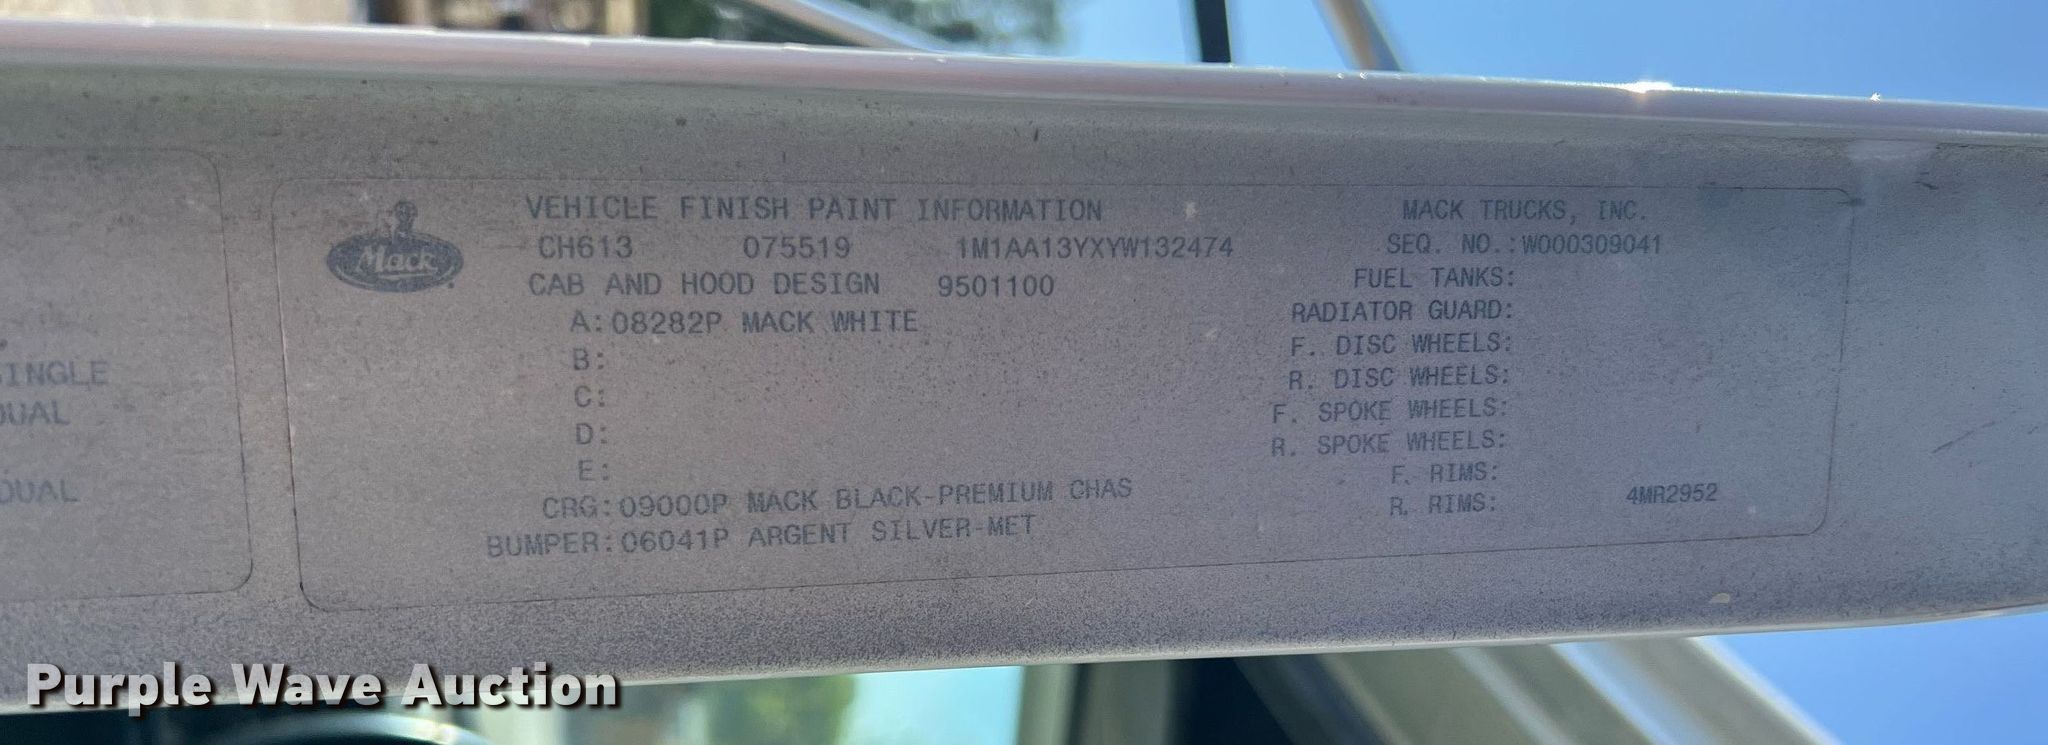 INGLE
DUAL
DUAL
Mack
VEHICLE FINISH PAINT INFORMATION
CH613 075519 1M1AA13YXYW132474
CAB AND HOOD DESIGN 9501100
A:08282P MACK WHITE
B:
C:
D:
E:
CRG:09000P MACK BLACK-PREMIUM CHAS
BUMPER:06041P ARGENT SILVER-MET
MACK TRUCKS, INC.
SEQ. NO.:W000309041
FUEL TANKS:
RADIATOR GUARD:
F. DISC WHEELS:
R. DISC WHEELS:
F. SPOKE WHEELS:
R. SPOKE WHEELS:
F. RIMS:
R. RIMS:
4MR2952
Purple Wave Auction